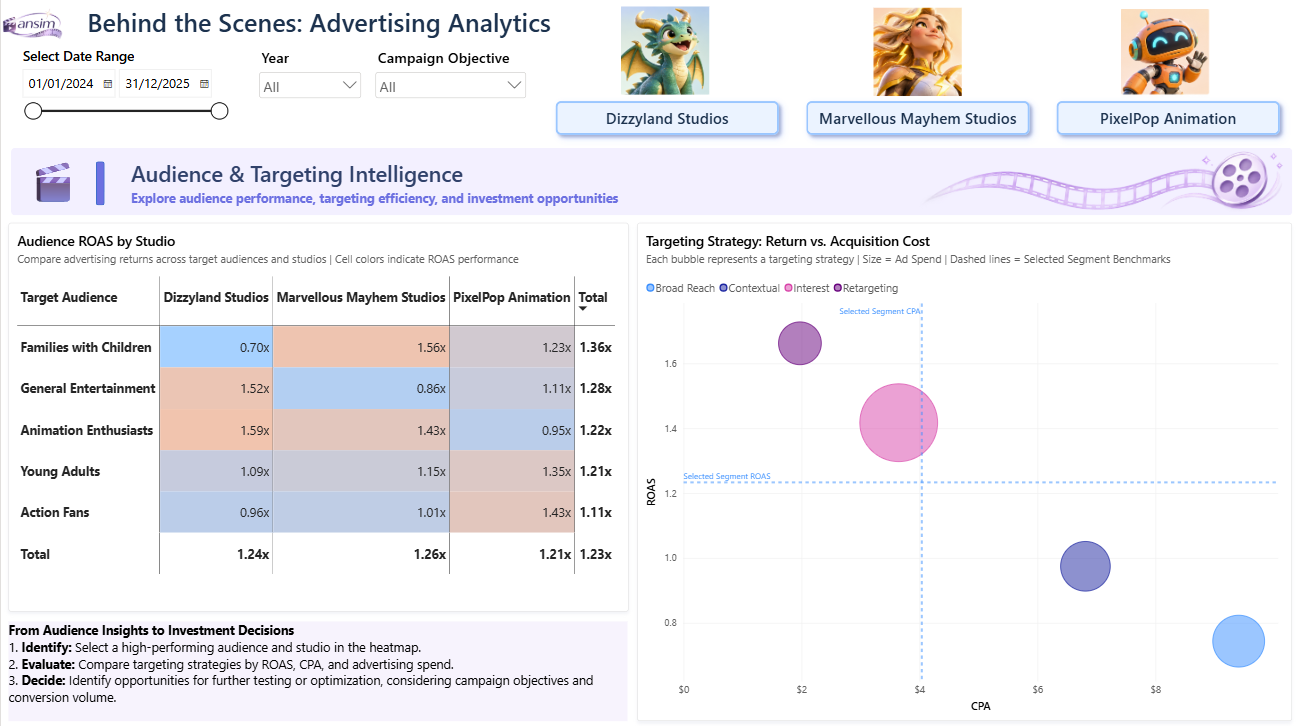 ansim
Behind the Scenes: Advertising Analytics
Select Date Range
Year
Campaign Objective
01/01/2024
31/12/2025
All
All
Dizzyland Studios
Marvellous Mayhem Studios
PixelPop Animation
Audience & Targeting Intelligence
Explore audience performance, targeting efficiency, and investment opportunities
Audience ROAS by Studio
Compare advertising returns across target audiences and studios | Cell colors indicate ROAS performance
Target Audience Dizzyland Studios Marvellous Mayhem Studios PixelPop Animation Total
Families with Children 0.70x 1.56x 1.23x 1.36x
General Entertainment 1.52x 0.86x 1.11x 1.28x
Animation Enthusiasts 1.59x 1.43x 0.95x 1.22x
Young Adults 1.09x 1.15x 1.35x 1.21x
Action Fans 0.96x 1.01x 1.43x 1.11x
Total 1.24x 1.26x 1.21x 1.23x
From Audience Insights to Investment Decisions
1. Identify: Select a high-performing audience and studio in the heatmap.
2. Evaluate: Compare targeting strategies by ROAS, CPA, and advertising spend.
3. Decide: Identify opportunities for further testing or optimization, considering campaign objectives and
conversion volume.
Targeting Strategy: Return vs. Acquisition Cost
Each bubble represents a targeting strategy | Size = Ad Spend | Dashed lines = Selected Segment Benchmarks
Broad Reach Contextual Interest Retargeting
Selected Segment CPA
1.6
1.4
Selected Segment ROAS
1.2
ROAS
1.0
0.8
$0 $2 $4 $6 $8
CPA